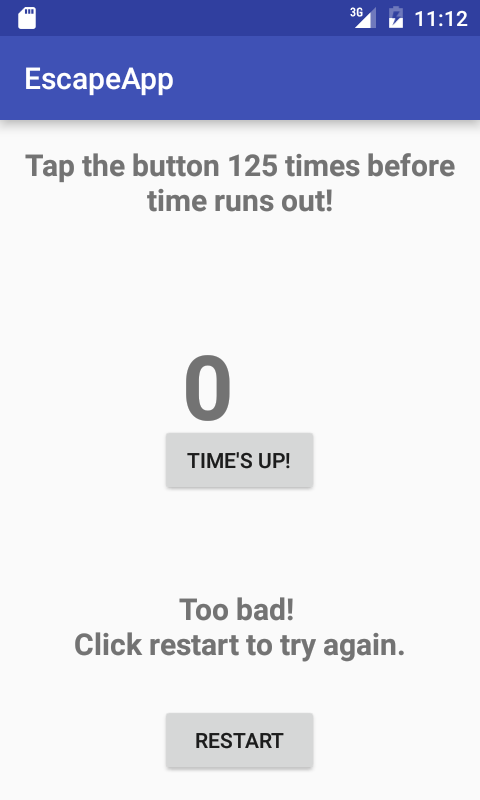 3G 11:12
EscapeApp
Tap the button 125 times before
time runs out!
0
TIME'S UP!
Too bad!
Click restart to try again.
RESTART